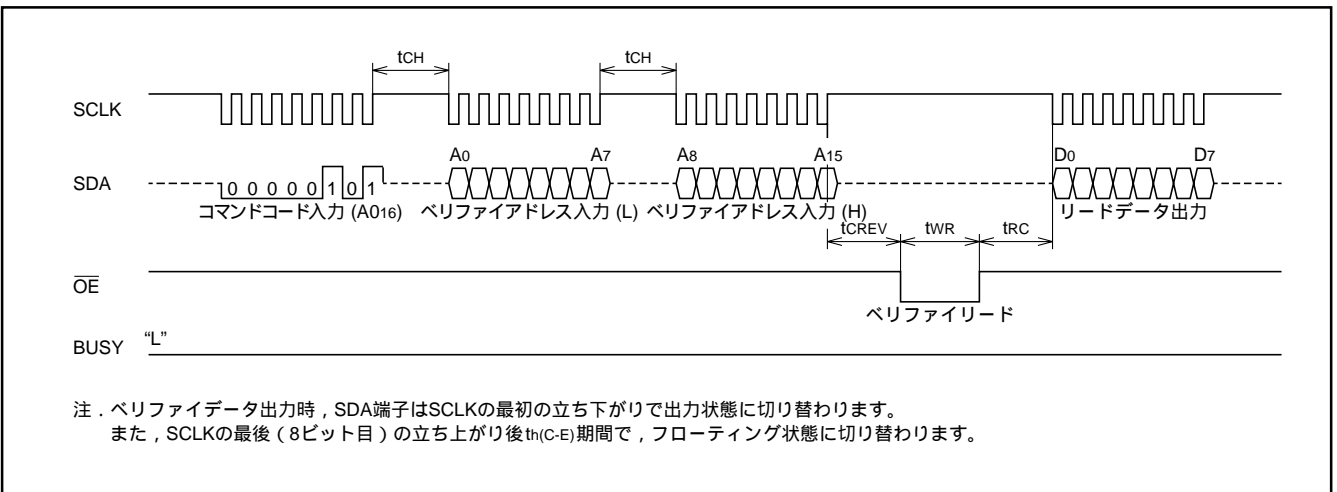 tCH tCH
SCLK
A0 A7 A8 A15 D0 D7
SDA 0 0 0 0 0 1 0 1
コマンドコード入力 (A016) ベリファイアドレス入力 (L) ベリファイアドレス入力 (H) リードデータ出力
tCREV tWR tRC
OE
ベリファイリード
BUSY “L”
注．ベリファイデータ出力時，SDA端子はSCLKの最初の立ち下がりで出力状態に切り替わります。
また，SCLKの最後（8ビット目）の立ち上がり後th(C-E)期間で，フローティング状態に切り替わります。